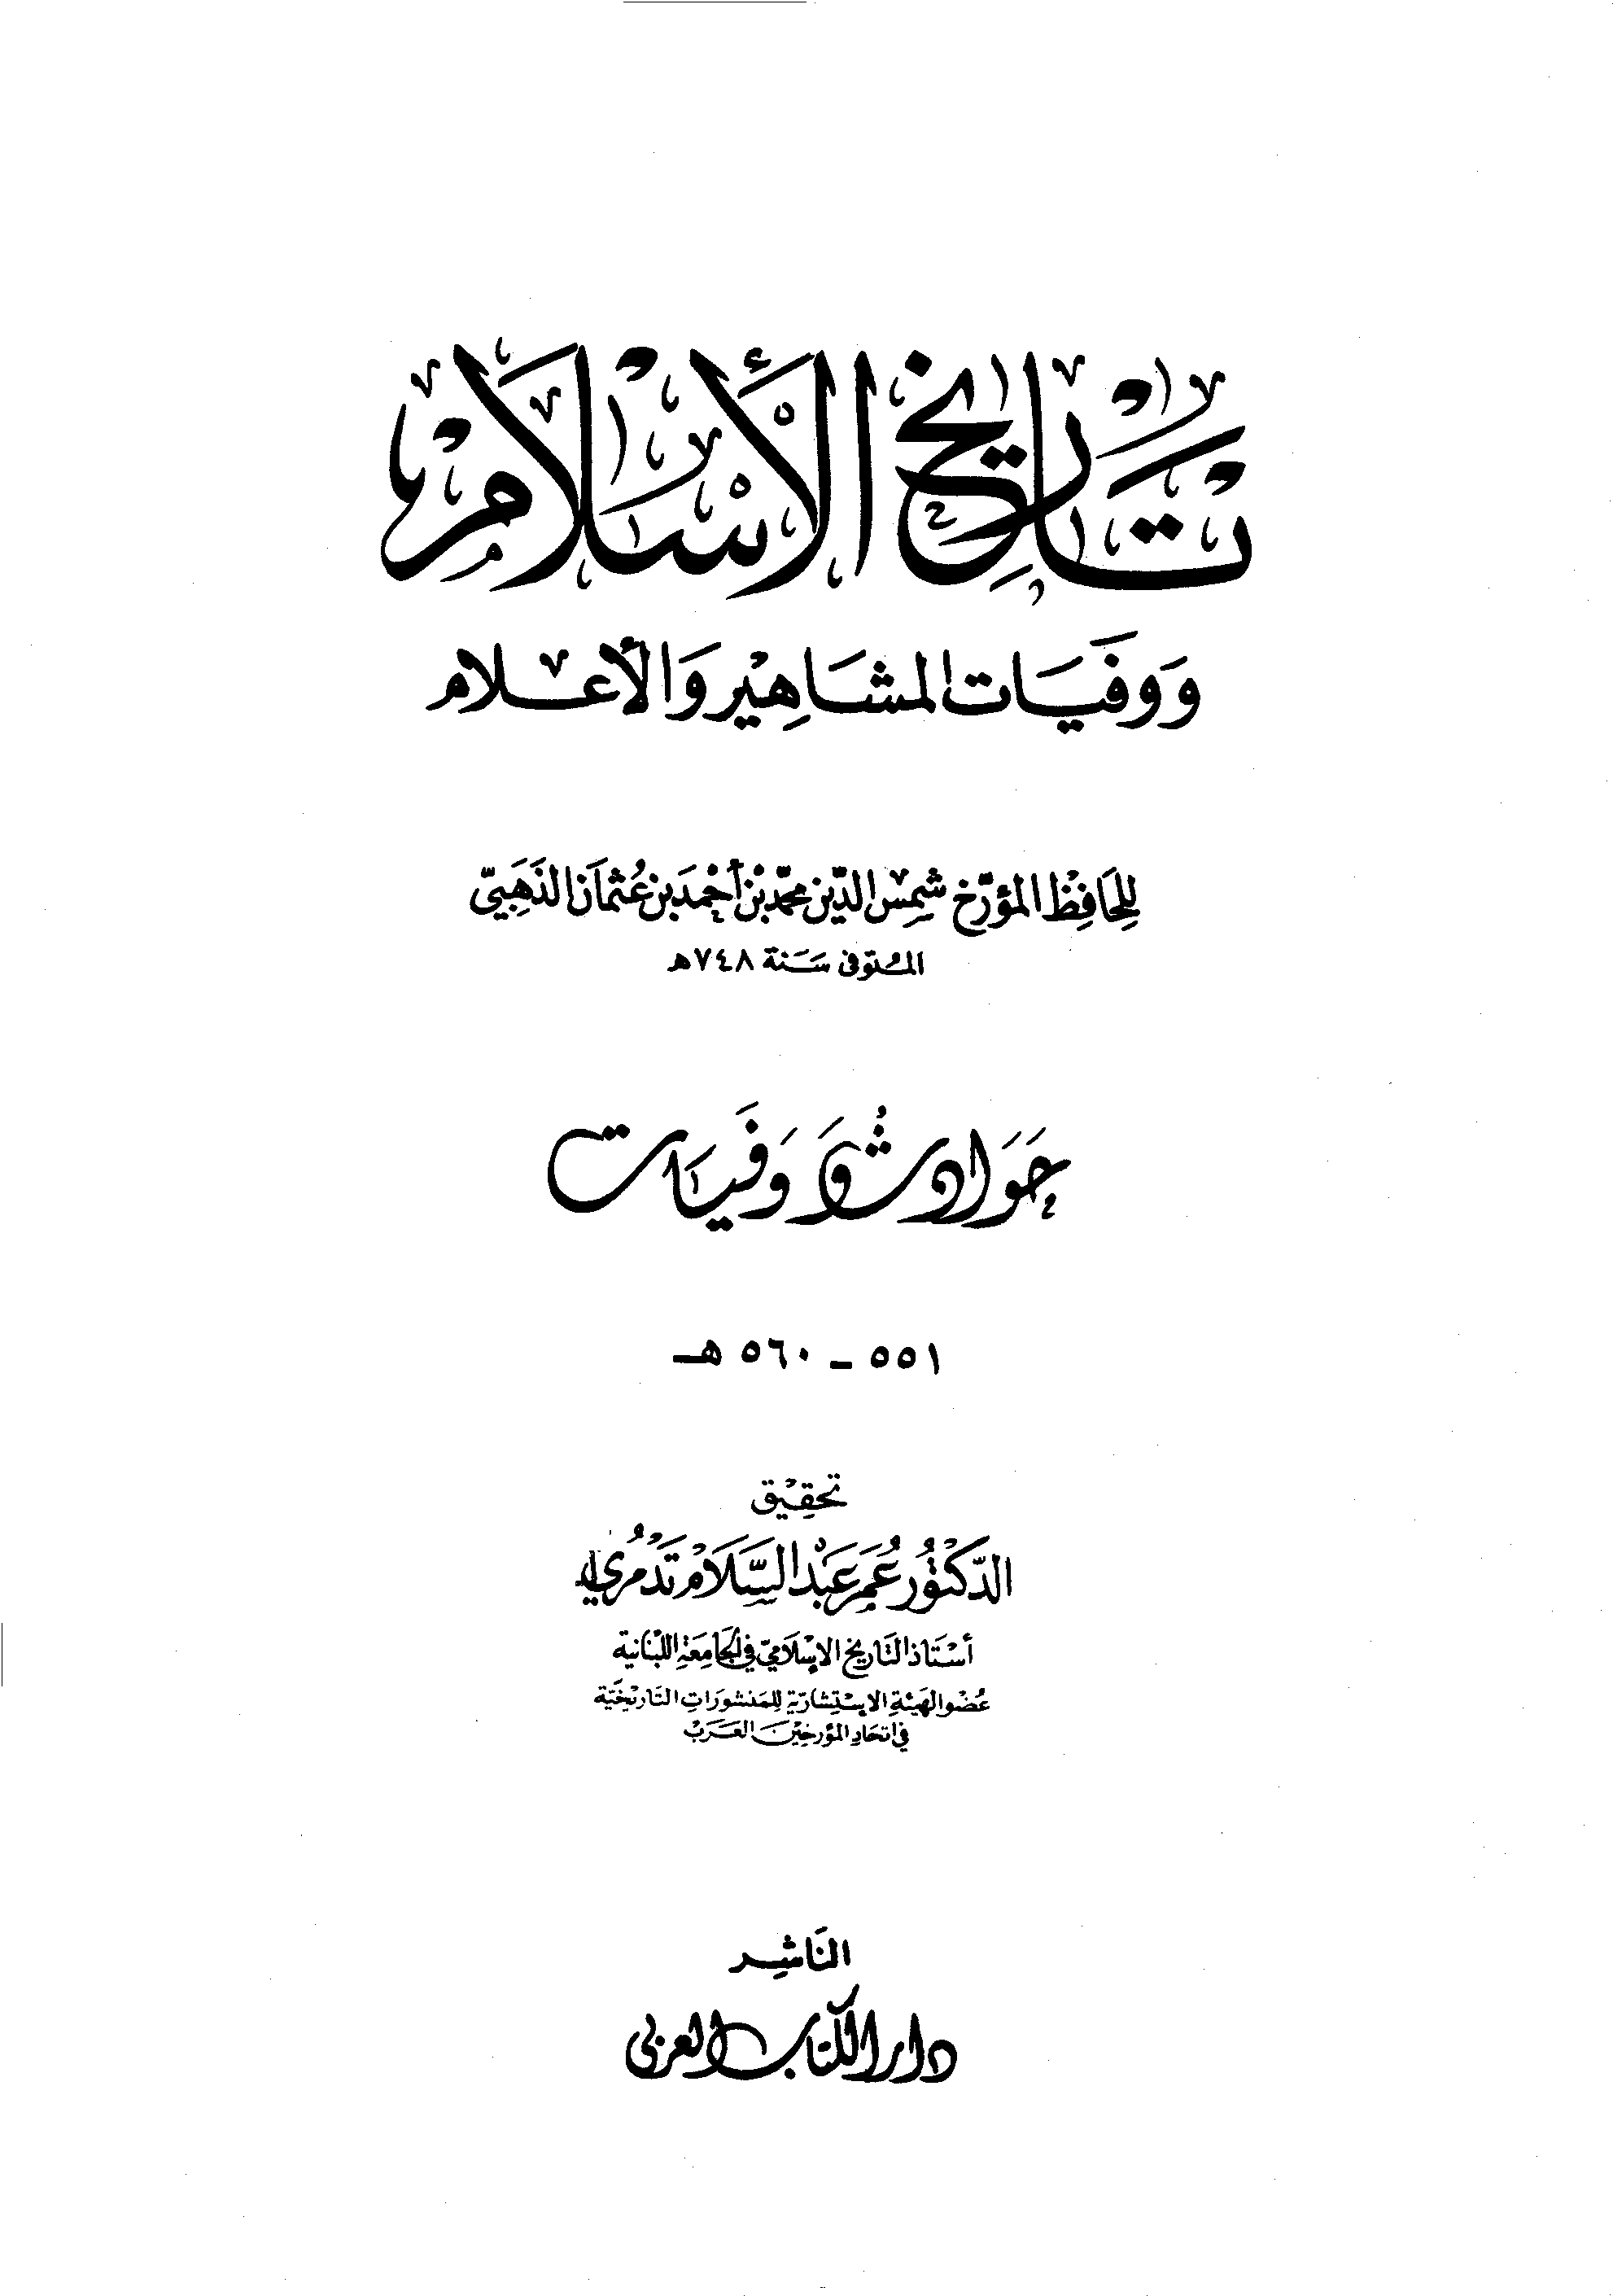 تاريخ الإسلام
ووفيات المشاهير والأعلام
للحافظ المؤرخ شمس الدين محمد بن أحمد بن عثمان الذهبي
المتوفى سنة ٧٤٨ هـ
حوادث ووفيات
٥٥١ - ٥٦٠ هـ
تحقيق
الدكتور عمر عبد السلام تدمري
أستاذ التاريخ الإسلامي في الجامعة اللبنانية
عضو الهيئة الاستشارية للمنشورات التاريخية
في اتحاد المؤرخين العرب
الناشر
دار الكتاب العربي